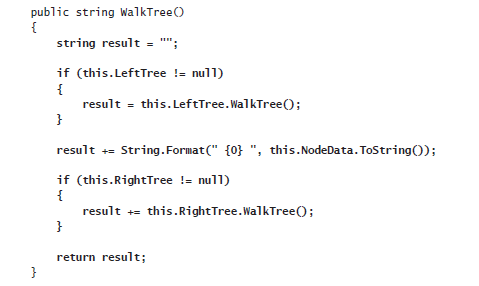 public string WalkTree()
{
    string result = "";

    if (this.LeftTree != null)
    {
        result = this.LeftTree.WalkTree();
    }

    result += String.Format(" {0} ", this.NodeData.ToString());

    if (this.RightTree != null)
    {
        result += this.RightTree.WalkTree();
    }

    return result;
}